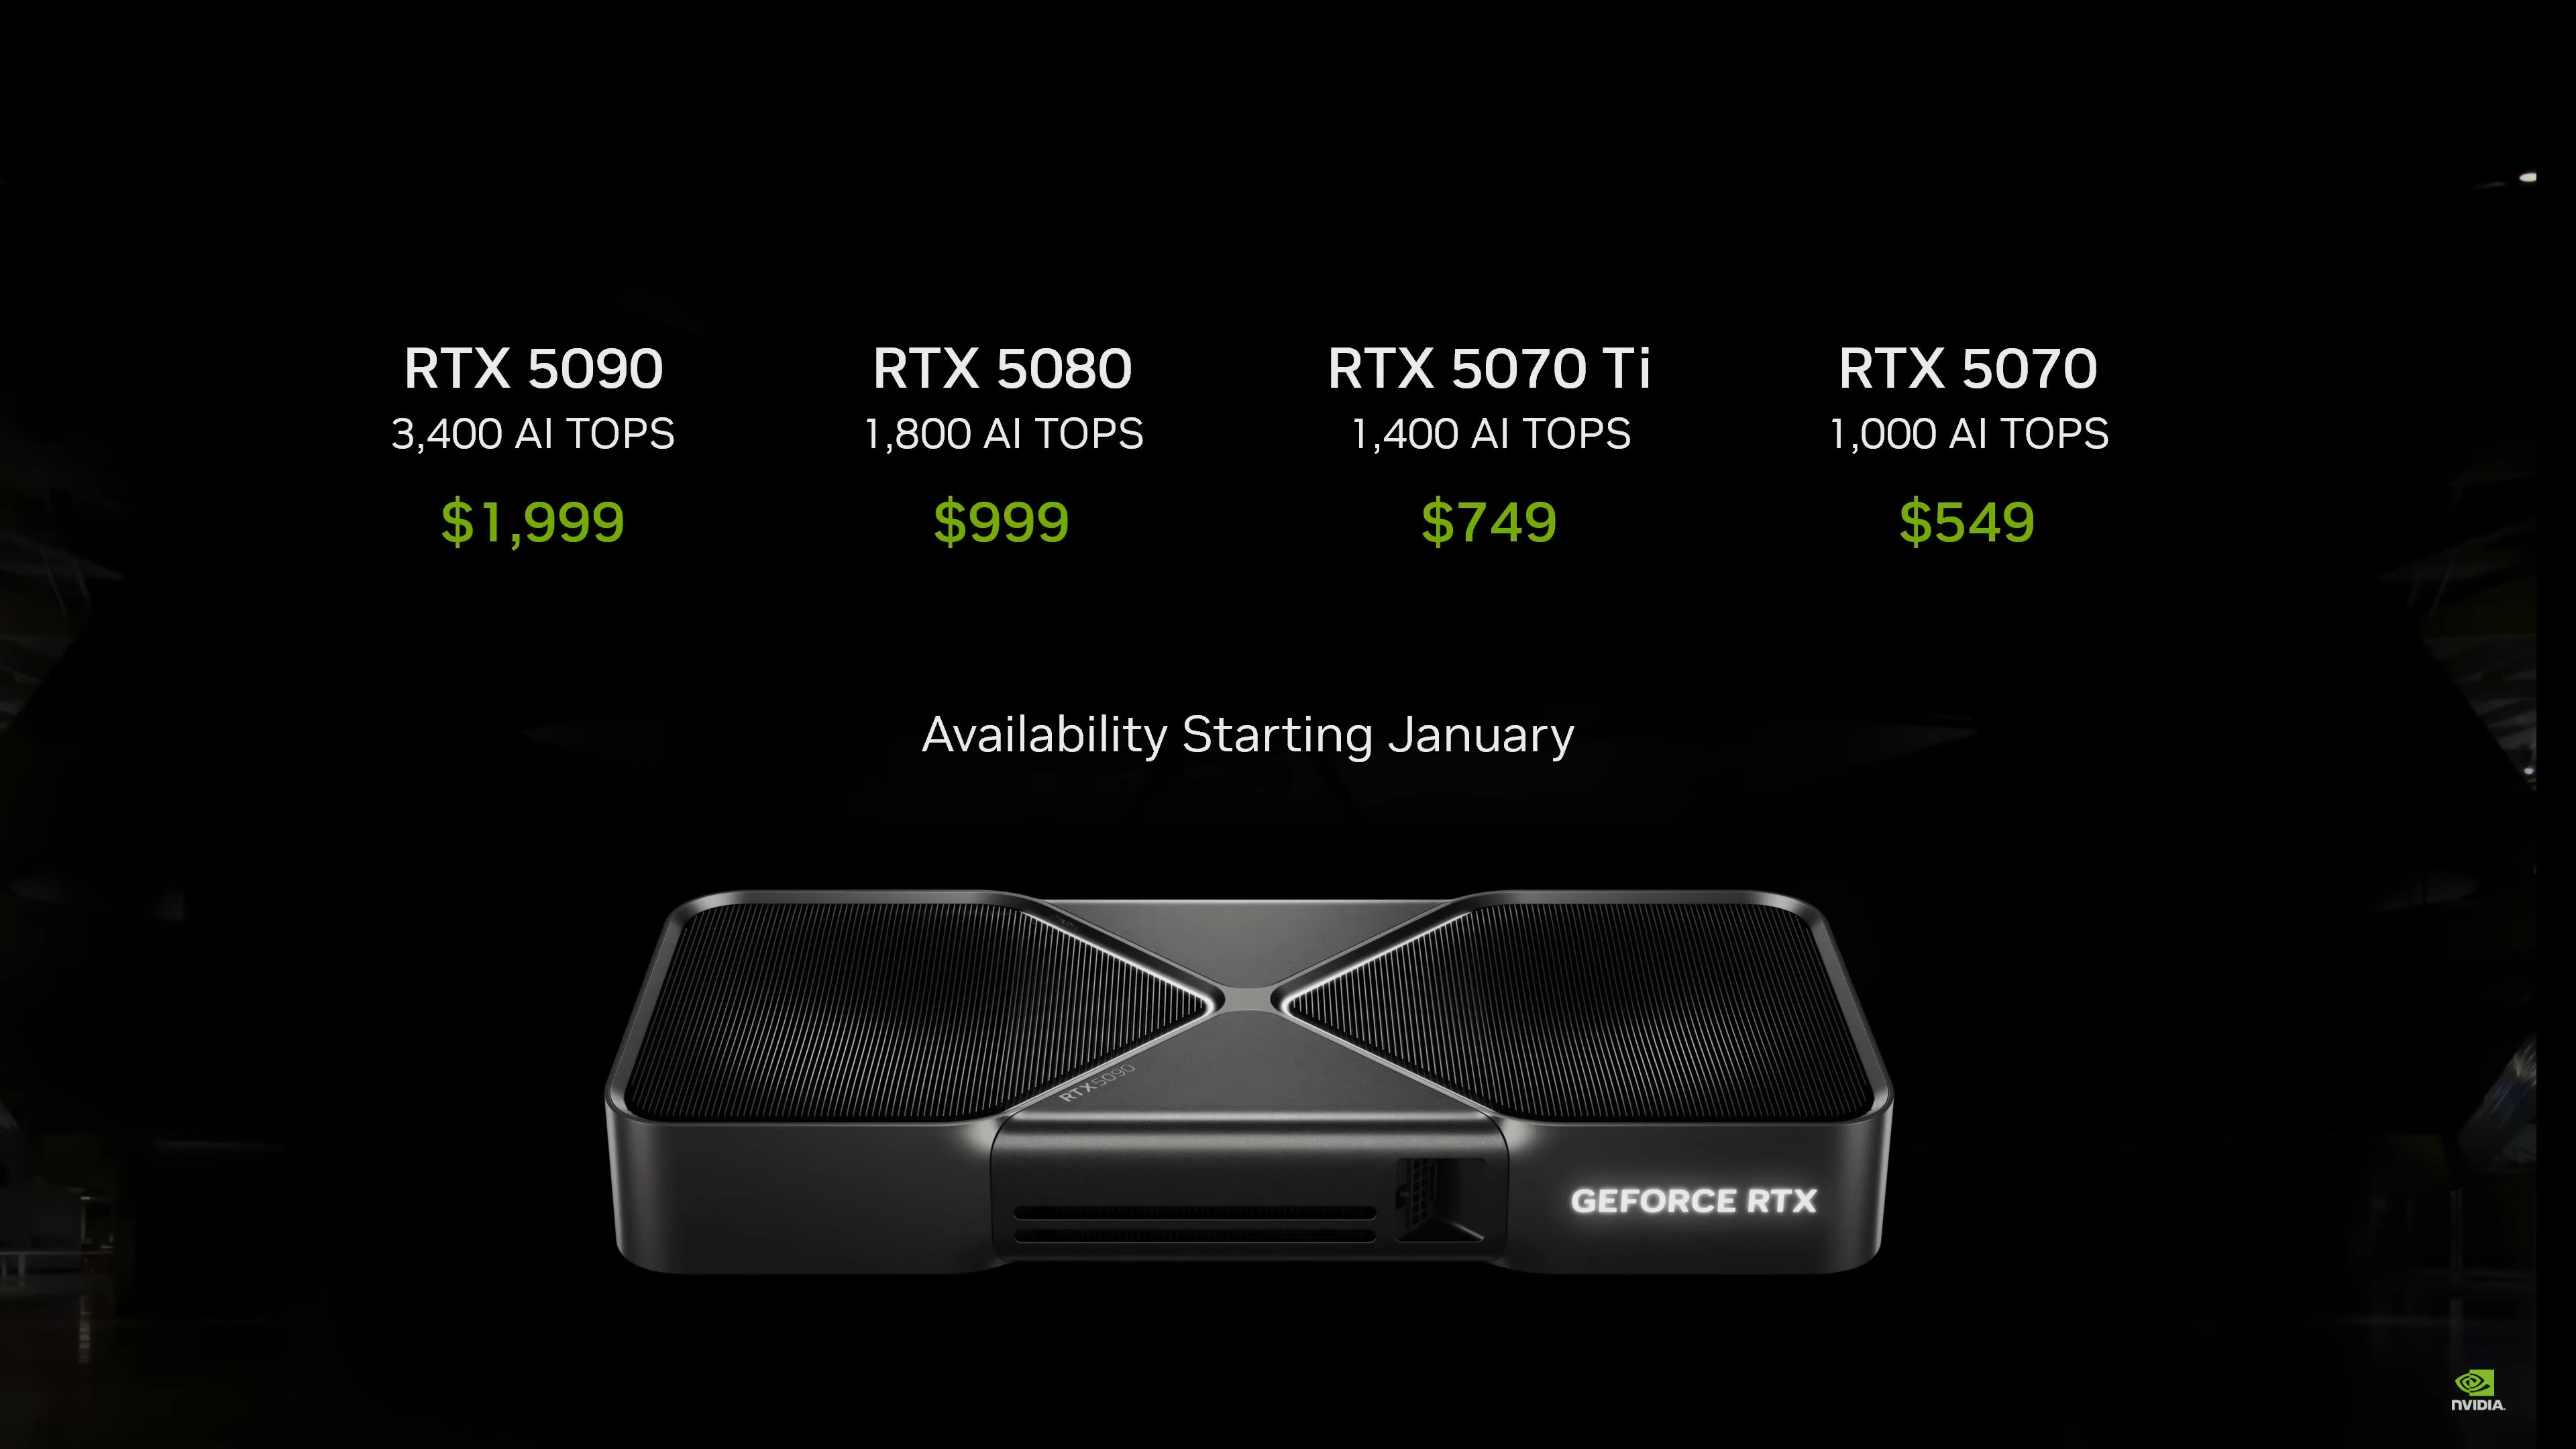 RTX 5090
3,400 AI TOPS
$1,999
RTX 5080
1,800 AI TOPS
$999
RTX 5070 Ti
1,400 AI TOPS
$749
RTX 5070
1,000 AI TOPS
$549
Availability Starting January
RTX 5090
GEFORCE RTX
NVIDIA.